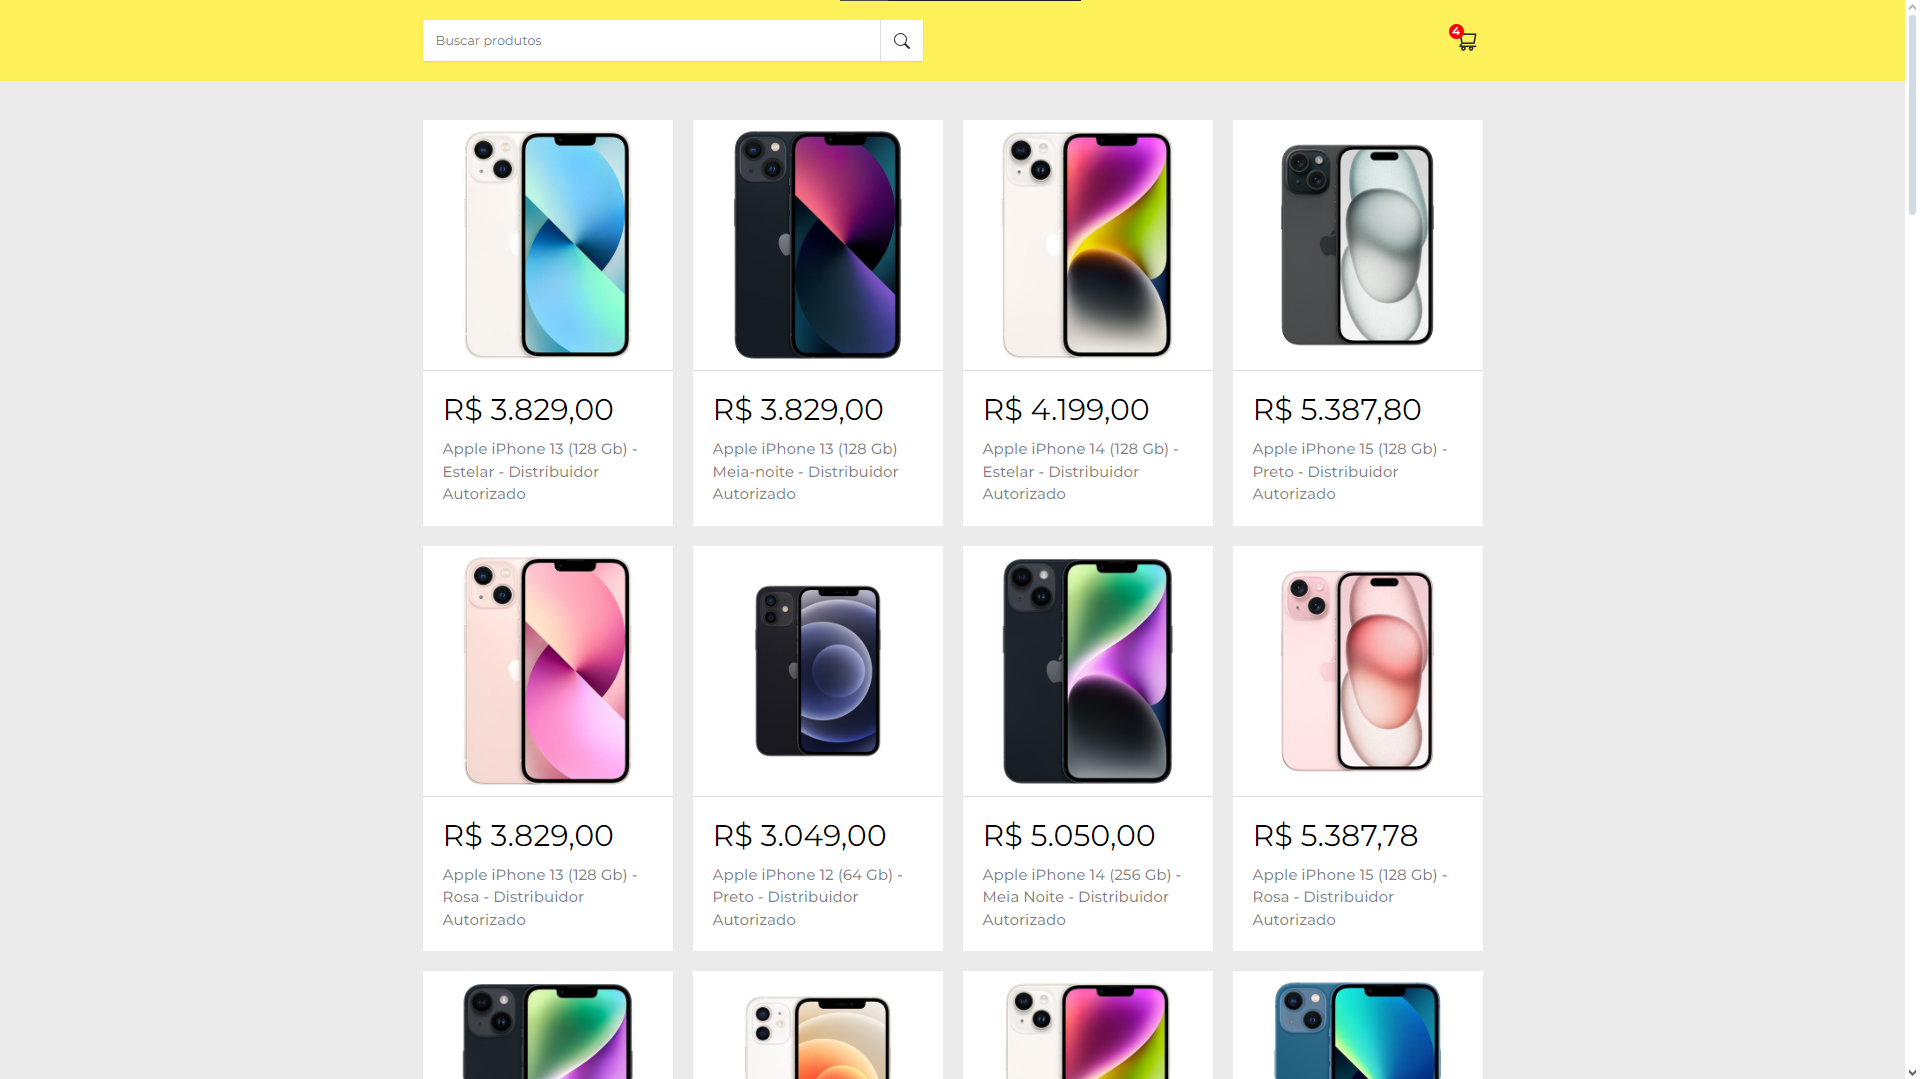 Buscar produtos
4
R$ 3.829,00
Apple iPhone 13 (128 Gb) -
Estelar - Distribuidor
Autorizado
R$ 3.829,00
Apple iPhone 13 (128 Gb)
Meia-noite - Distribuidor
Autorizado
R$ 4.199,00
Apple iPhone 14 (128 Gb) -
Estelar - Distribuidor
Autorizado
R$ 5.387,80
Apple iPhone 15 (128 Gb) -
Preto - Distribuidor
Autorizado
R$ 3.829,00
Apple iPhone 13 (128 Gb) -
Rosa - Distribuidor
Autorizado
R$ 3.049,00
Apple iPhone 12 (64 Gb) -
Preto - Distribuidor
Autorizado
R$ 5.050,00
Apple iPhone 14 (256 Gb) -
Meia Noite - Distribuidor
Autorizado
R$ 5.387,78
Apple iPhone 15 (128 Gb) -
Rosa - Distribuidor
Autorizado